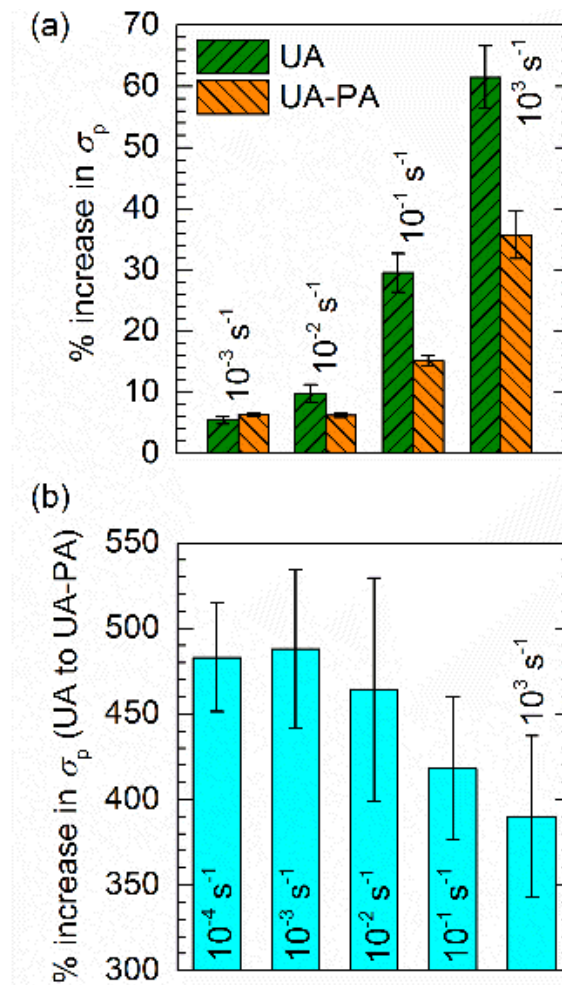 (a)
% increase in σp
70
60
50
40
30
20
10
0
UA
UA-PA
10⁻³ s⁻¹
10⁻² s⁻¹
10⁻¹ s⁻¹
10³ s⁻¹
(b)
% increase in σp (UA to UA-PA)
550
500
450
400
350
300
10⁻⁴ s⁻¹
10⁻³ s⁻¹
10⁻² s⁻¹
10⁻¹ s⁻¹
10³ s⁻¹